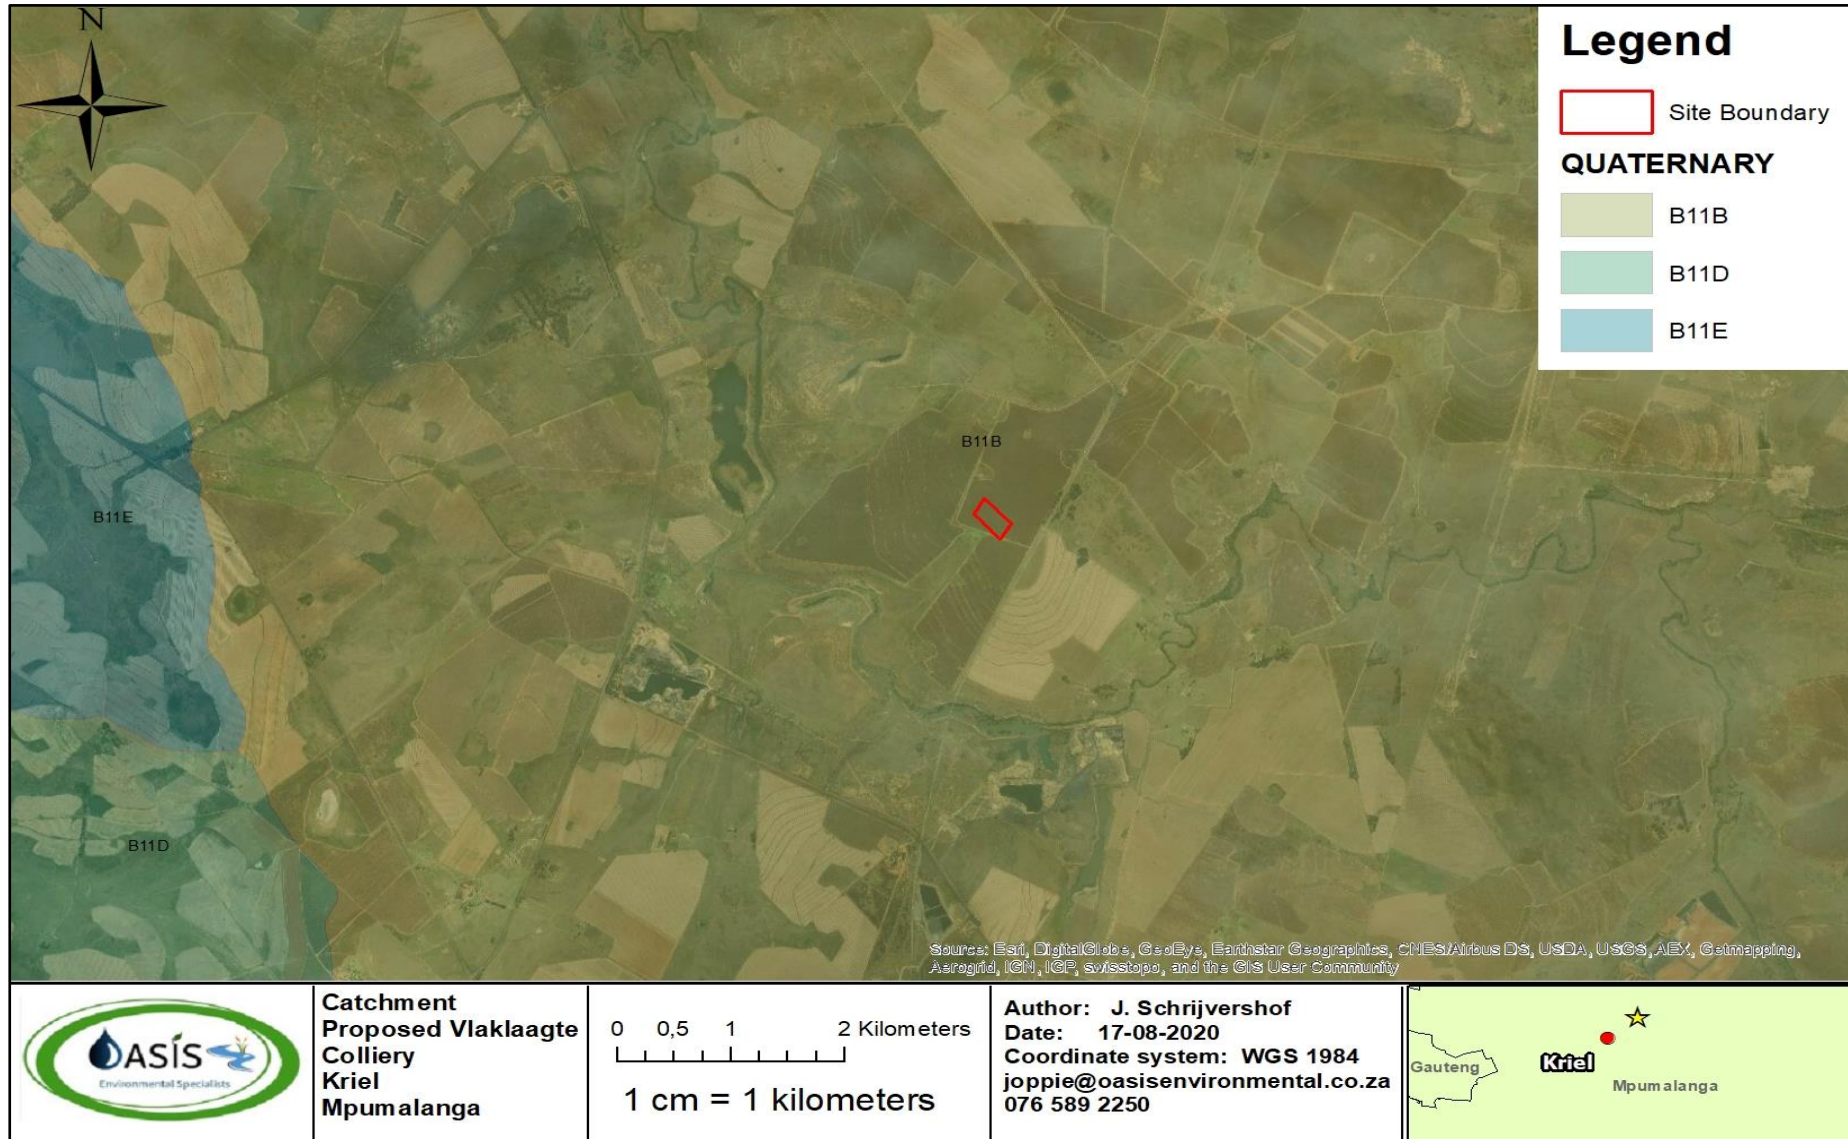 N
Legend
Site Boundary
QUATERNARY
B11B
B11D
B11E
B11B
B11E
B11D
Source: Esri, DigitalGlobe, GeoEye, Earthstar Geographics, CNES/Airbus DS, USDA, USGS, AEX, Getmapping,
Aerogrid, IGN, IGP, swisstopo, and the GIS User Community
OASIS
Environmental Specialists
Catchment
Proposed Vlaklaagte
Colliery
Kriel
Mpumalanga
0 0,5 1 2 Kilometers
1 cm = 1 kilometers
Author: J. Schrijvershof
Date: 17-08-2020
Coordinate system: WGS 1984
joppie@oasisenvironmental.co.za
076 589 2250
Gauteng
Kriel
Mpumalanga